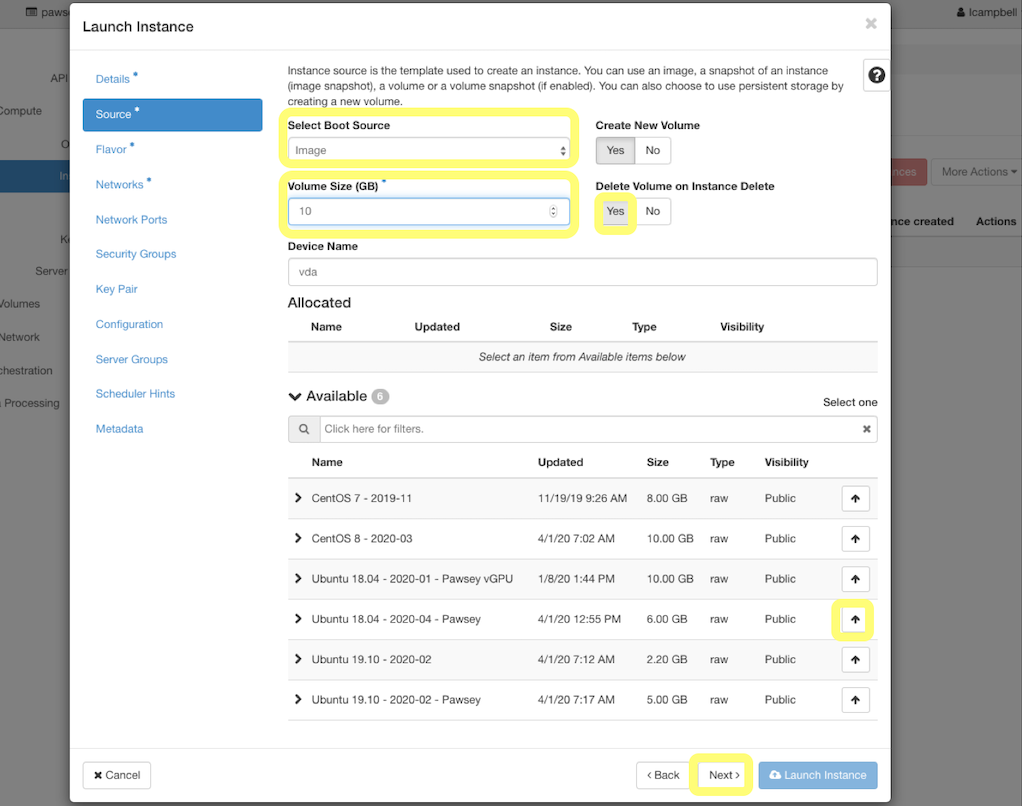 paws
lcampbell
Launch Instance
API
Compute
nces
More Actions
nce created
Actions
Server
Volumes
Network
chestration
Processing
Details *
Source *
Flavor *
Networks *
Network Ports
Security Groups
Key Pair
Configuration
Server Groups
Scheduler Hints
Metadata
Instance source is the template used to create an instance. You can use an image, a snapshot of an instance
(image snapshot), a volume or a volume snapshot (if enabled). You can also choose to use persistent storage by
creating a new volume.
Select Boot Source
Create New Volume
Image
Yes No
Volume Size (GB) *
Delete Volume on Instance Delete
10
Yes No
Device Name
vda
Allocated
Name Updated Size Type Visibility
Select an item from Available items below
Available 6
Select one
Click here for filters.
Name Updated Size Type Visibility
CentOS 7 - 2019-11 11/19/19 9:26 AM 8.00 GB raw Public
CentOS 8 - 2020-03 4/1/20 7:02 AM 10.00 GB raw Public
Ubuntu 18.04 - 2020-01 - Pawsey vGPU 1/8/20 1:44 PM 10.00 GB raw Public
Ubuntu 18.04 - 2020-04 - Pawsey 4/1/20 12:55 PM 6.00 GB raw Public
Ubuntu 19.10 - 2020-02 4/1/20 7:12 AM 2.20 GB raw Public
Ubuntu 19.10 - 2020-02 - Pawsey 4/1/20 7:17 AM 5.00 GB raw Public
× Cancel
‹ Back
Next ›
Launch Instance